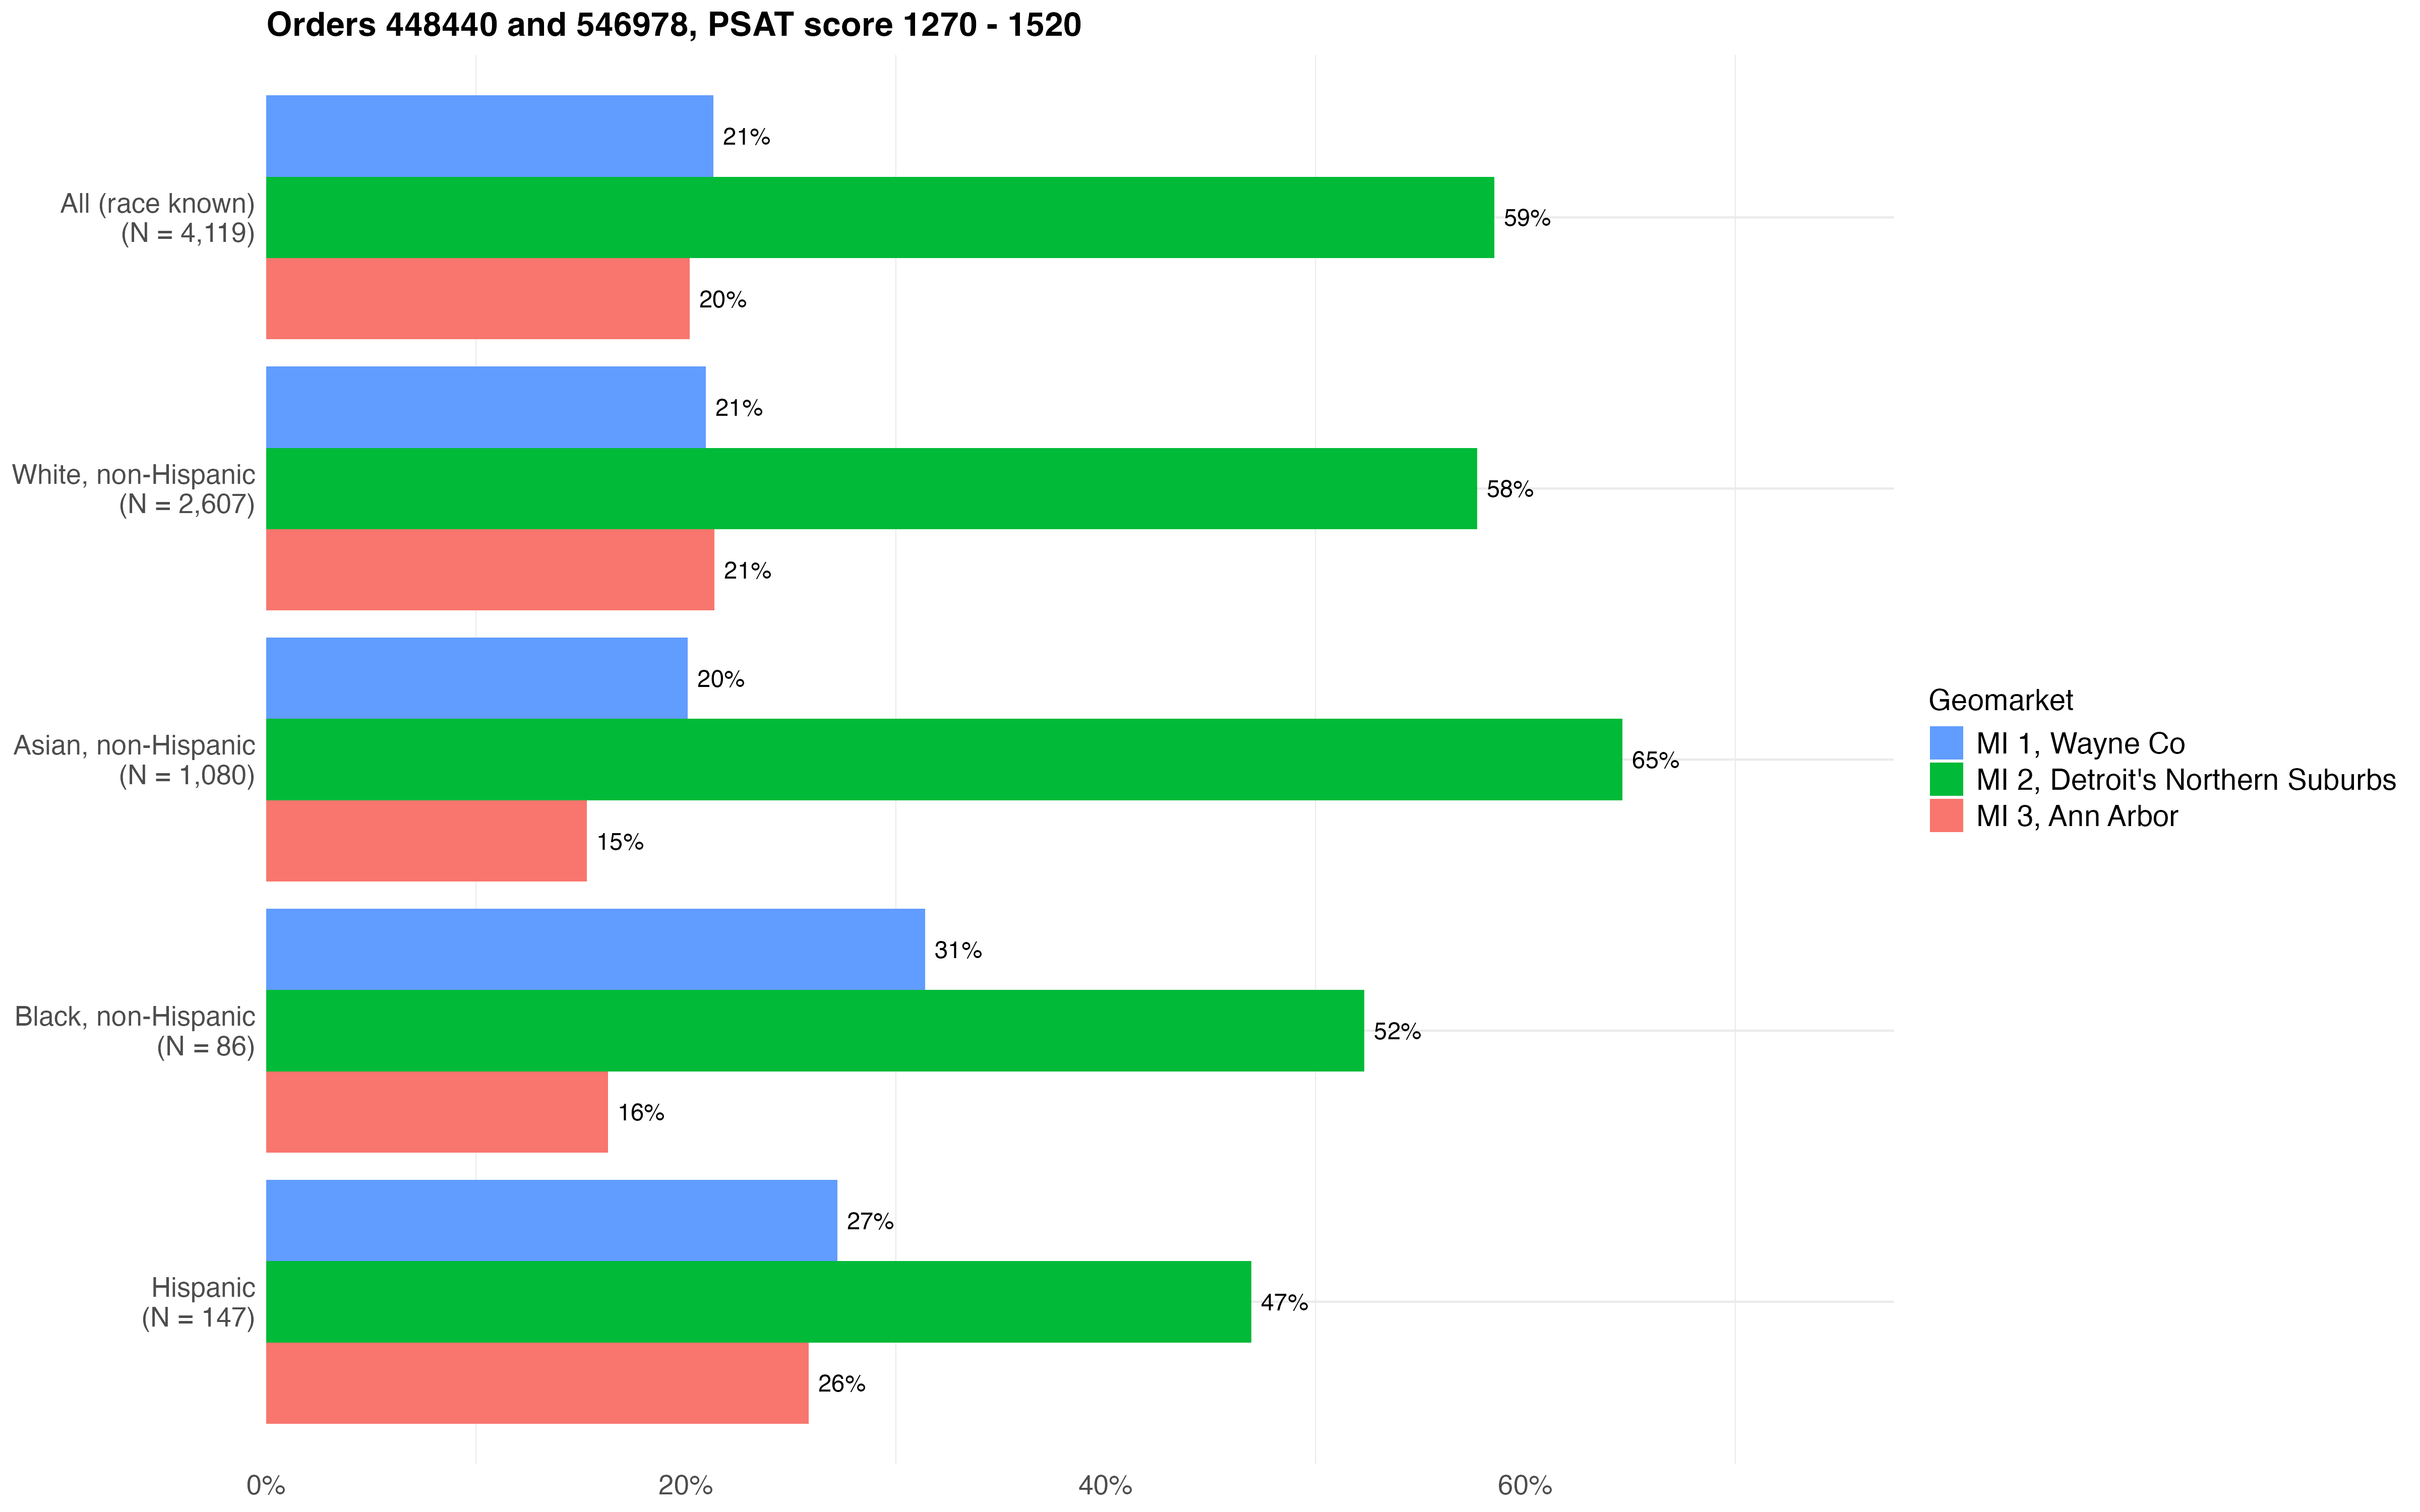 Orders 448440 and 546978, PSAT score 1270 - 1520
All (race known)
(N = 4,119)
21%
59%
20%
White, non-Hispanic
(N = 2,607)
21%
58%
21%
Asian, non-Hispanic
(N = 1,080)
20%
65%
15%
Black, non-Hispanic
(N = 86)
31%
52%
16%
Hispanic
(N = 147)
27%
47%
26%
0%
20%
40%
60%
Geomarket
MI 1, Wayne Co
MI 2, Detroit's Northern Suburbs
MI 3, Ann Arbor